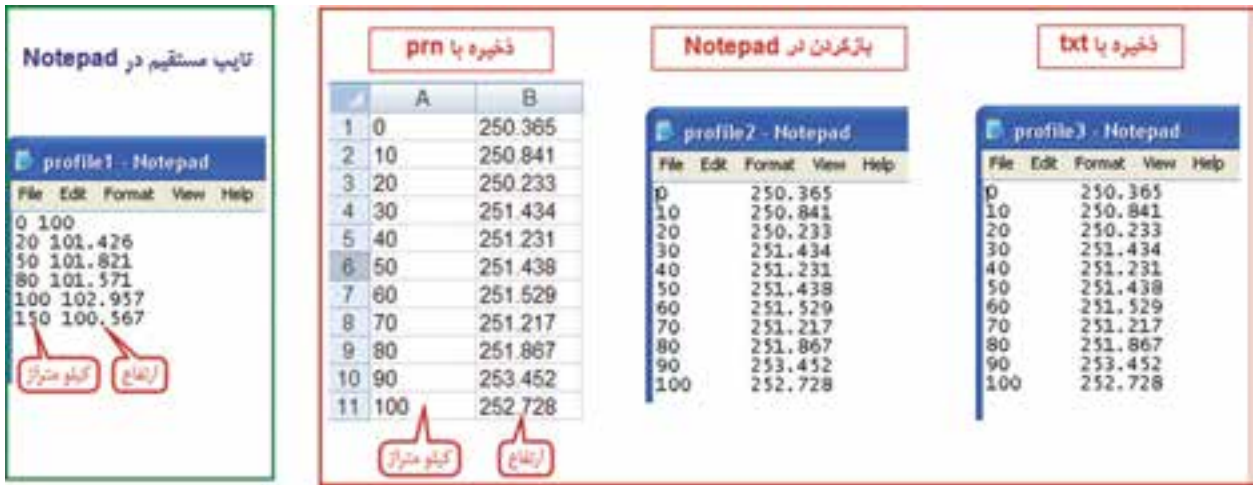 تایپ مستقیم در Notepad
profile1 - Notepad
File Edit Format View Help
0 100
20 101.426
50 101.821
80 101.571
100 102.957
150 100.567
کیلو متراژ
ارتفاع
ذخیره با prn
A B
1 0 250.365
2 10 250.841
3 20 250.233
4 30 251.434
5 40 251.231
6 50 251.438
7 60 251.529
8 70 251.217
9 80 251.867
10 90 253.452
11 100 252.728
کیلو متراژ
ارتفاع
بازکردن در Notepad
profile2 - Notepad
File Edit Format View Help
0 250.365
10 250.841
20 250.233
30 251.434
40 251.231
50 251.438
60 251.529
70 251.217
80 251.867
90 253.452
100 252.728
ذخیره با txt
profile3 - Notepad
File Edit Format View Help
0 250.365
10 250.841
20 250.233
30 251.434
40 251.231
50 251.438
60 251.529
70 251.217
80 251.867
90 253.452
100 252.728